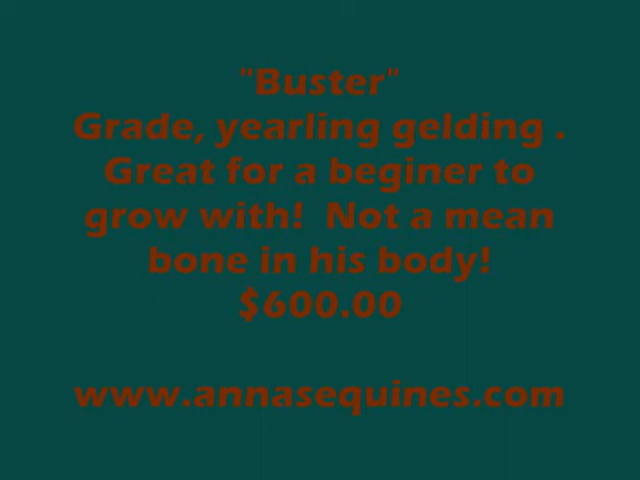 "Buster"
Grade, yearling gelding .
Great for a beginer to
grow with!  Not a mean
bone in his body!
$600.00
www.annasequines.com